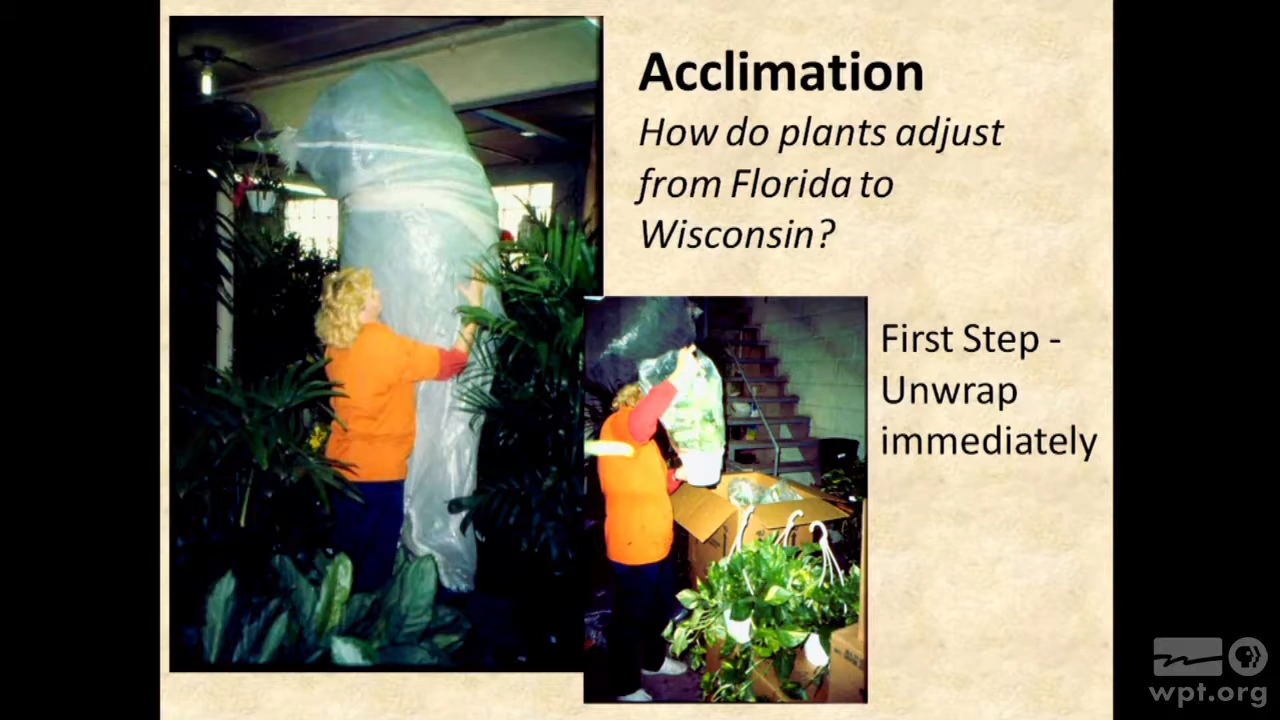 Acclimation
How do plants adjust
from Florida to
Wisconsin?
First Step -
Unwrap
immediately
wpt.org